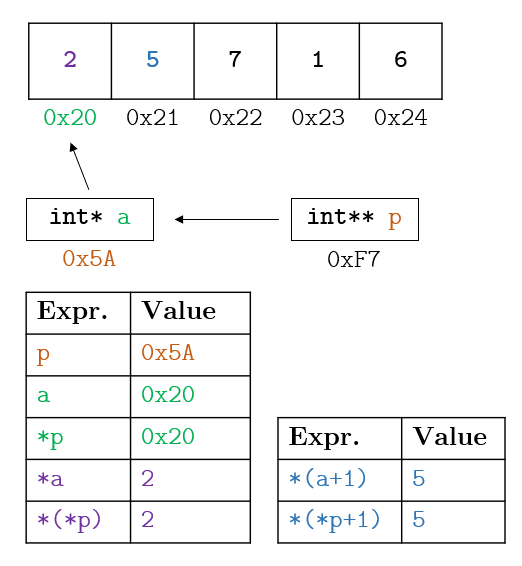 2 5 7 1 6
0x20 0x21 0x22 0x23 0x24
int* a
int** p
0x5A
0xF7
Expr. Value
p 0x5A
a 0x20
*p 0x20
*a 2
*(*p) 2
Expr. Value
*(a+1) 5
*(*p+1) 5